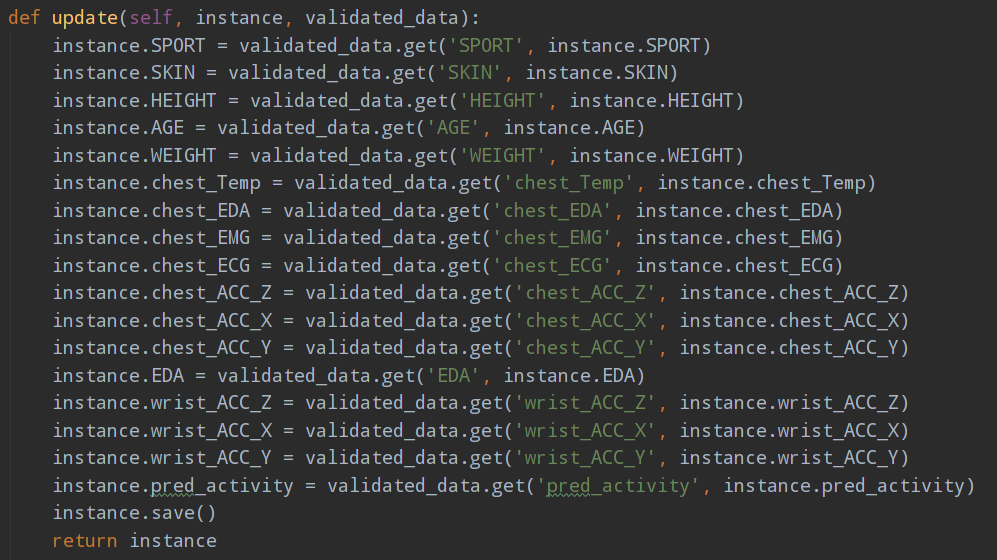 def update(self, instance, validated_data):
    instance.SPORT = validated_data.get('SPORT', instance.SPORT)
    instance.SKIN = validated_data.get('SKIN', instance.SKIN)
    instance.HEIGHT = validated_data.get('HEIGHT', instance.HEIGHT)
    instance.AGE = validated_data.get('AGE', instance.AGE)
    instance.WEIGHT = validated_data.get('WEIGHT', instance.WEIGHT)
    instance.chest_Temp = validated_data.get('chest_Temp', instance.chest_Temp)
    instance.chest_EDA = validated_data.get('chest_EDA', instance.chest_EDA)
    instance.chest_EMG = validated_data.get('chest_EMG', instance.chest_EMG)
    instance.chest_ECG = validated_data.get('chest_ECG', instance.chest_ECG)
    instance.chest_ACC_Z = validated_data.get('chest_ACC_Z', instance.chest_ACC_Z)
    instance.chest_ACC_X = validated_data.get('chest_ACC_X', instance.chest_ACC_X)
    instance.chest_ACC_Y = validated_data.get('chest_ACC_Y', instance.chest_ACC_Y)
    instance.EDA = validated_data.get('EDA', instance.EDA)
    instance.wrist_ACC_Z = validated_data.get('wrist_ACC_Z', instance.wrist_ACC_Z)
    instance.wrist_ACC_X = validated_data.get('wrist_ACC_X', instance.wrist_ACC_X)
    instance.wrist_ACC_Y = validated_data.get('wrist_ACC_Y', instance.wrist_ACC_Y)
    instance.pred_activity = validated_data.get('pred_activity', instance.pred_activity)
    instance.save()
    return instance